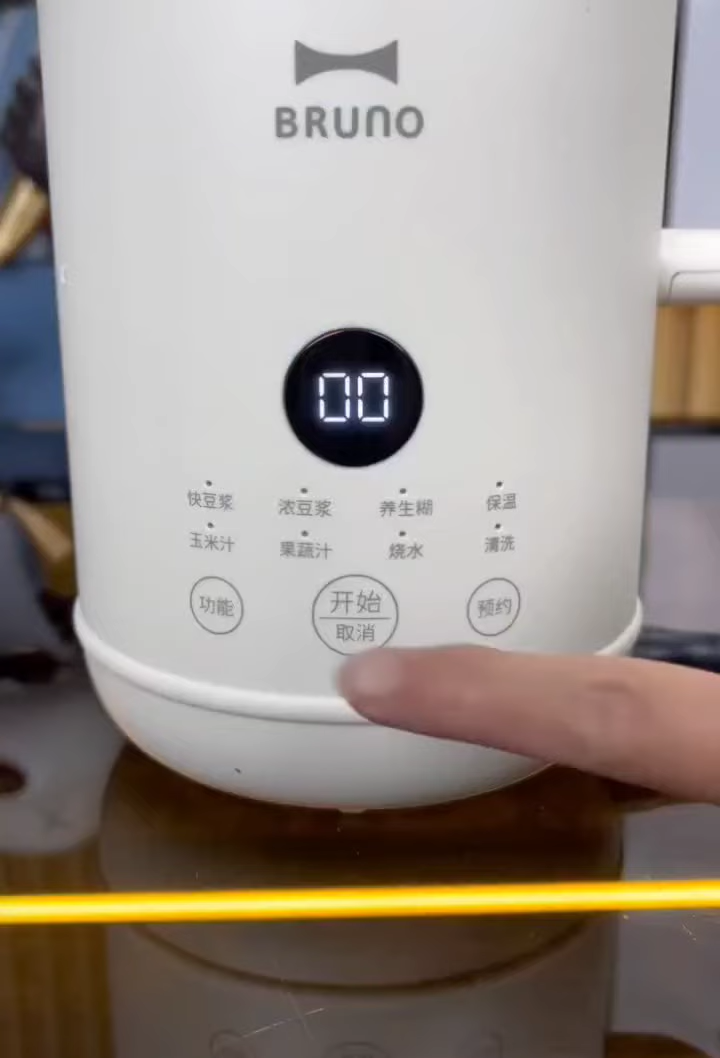 BRUNO
00
快豆浆 浓豆浆 养生糊 保温
玉米汁 果蔬汁 烧水 清洗
功能 开始 预约
取消